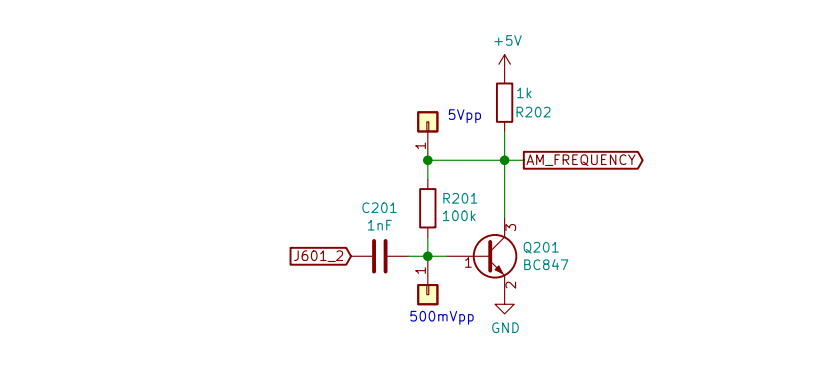 +5V
1k
R202
5Vpp
1
AM_FREQUENCY
R201
100k
C201
1nF
3
J601_2
1
Q201
BC847
1
2
500mVpp
GND